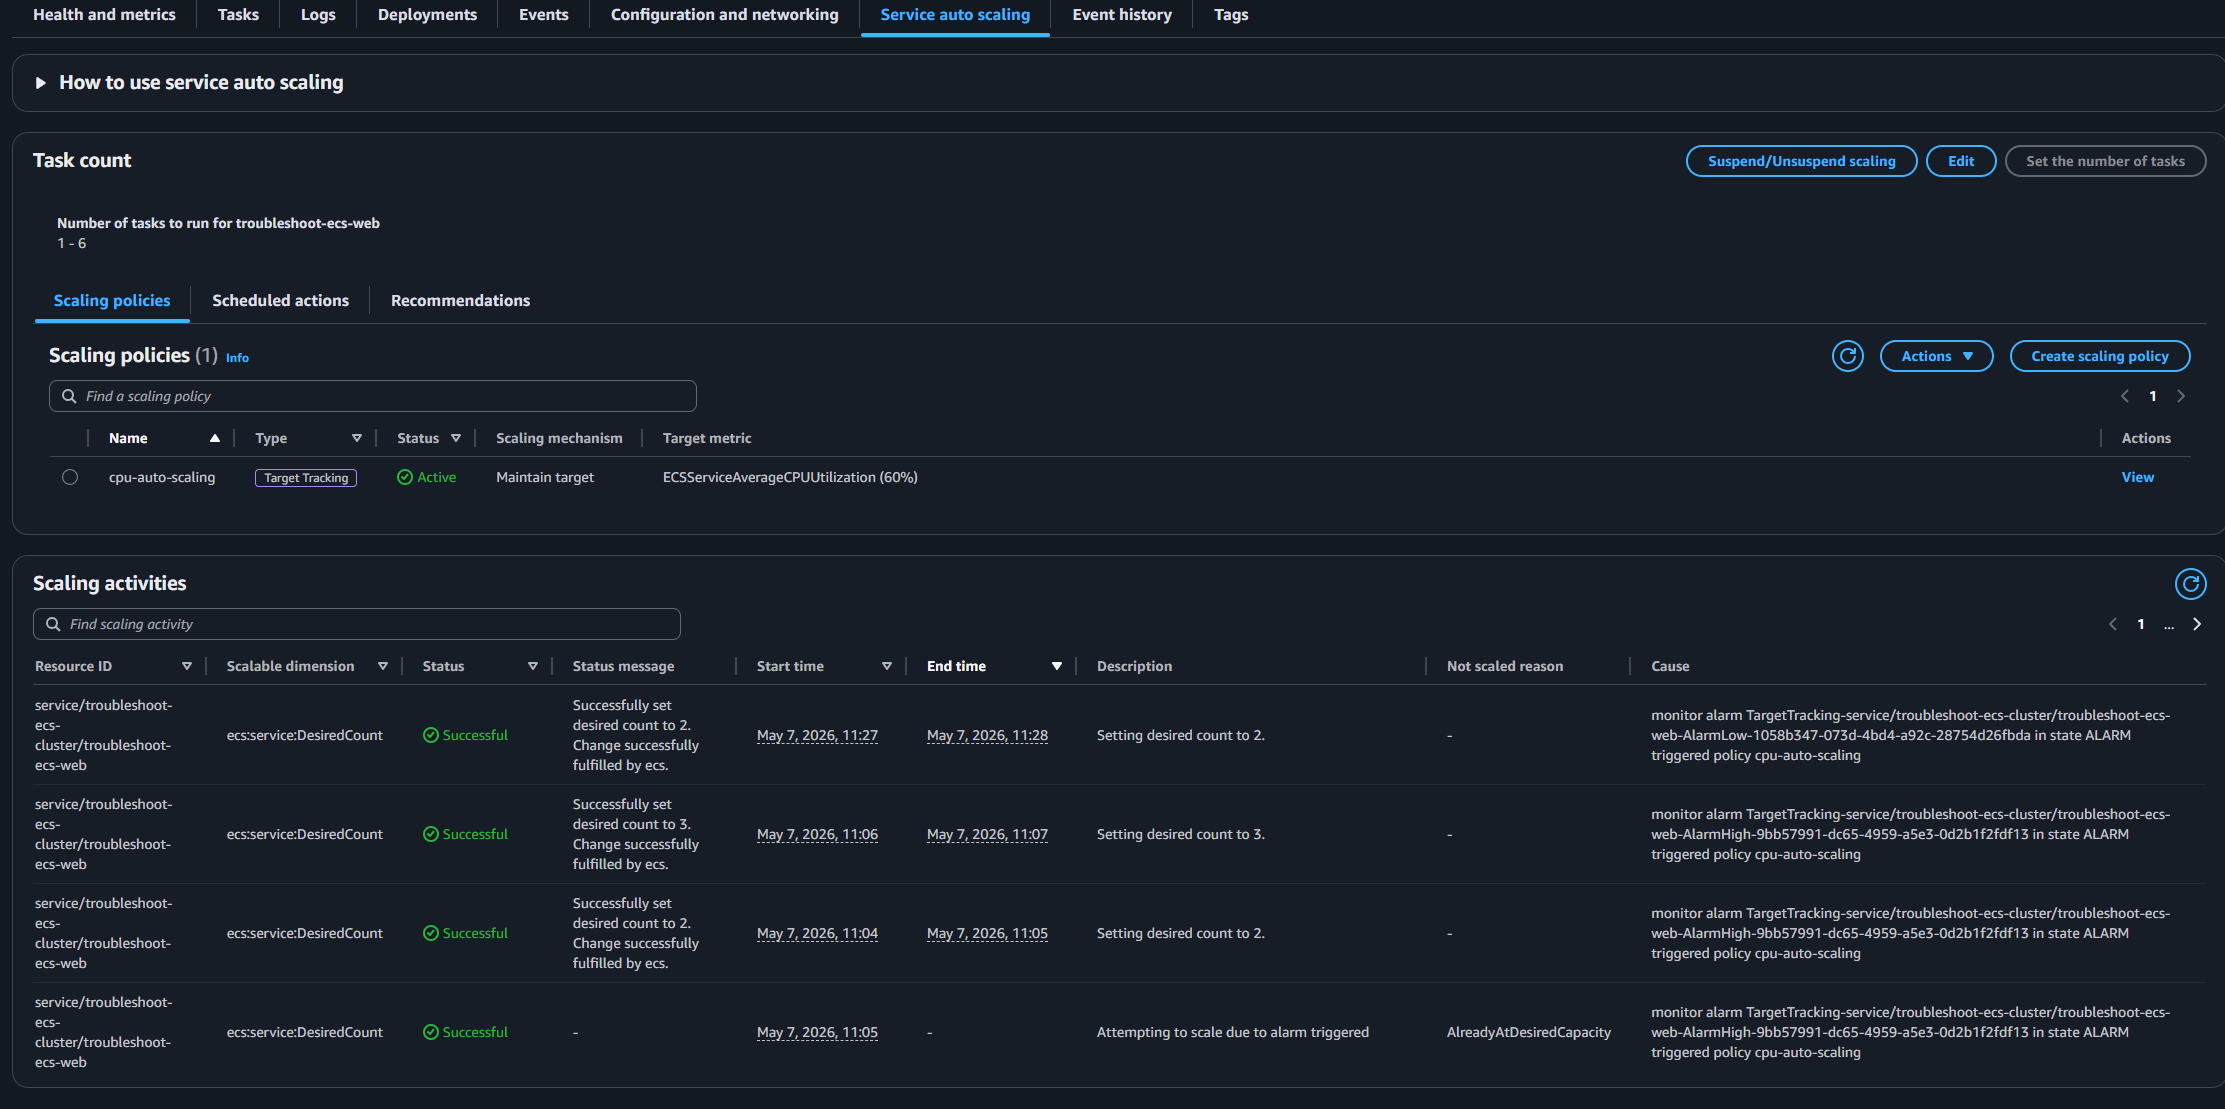 Health and metrics Tasks Logs Deployments Events Configuration and networking Service auto scaling Event history Tags
How to use service auto scaling
Task count
Suspend/Unsuspend scaling Edit Set the number of tasks
Number of tasks to run for troubleshoot-ecs-web
1 - 6
Scaling policies Scheduled actions Recommendations
Scaling policies (1) Info
Actions Create scaling policy
Find a scaling policy
1
Name Type Status Scaling mechanism Target metric Actions
cpu-auto-scaling Target Tracking Active Maintain target ECSServiceAverageCPUUtilization (60%) View
Scaling activities
Find scaling activity
1 ...
Resource ID Scalable dimension Status Status message Start time End time Description Not scaled reason Cause
service/troubleshoot-
ecs-
cluster/troubleshoot-
ecs-web
ecs:service:DesiredCount
Successful
Successfully set
desired count to 2.
Change successfully
fulfilled by ecs.
May 7, 2026, 11:27
May 7, 2026, 11:28
Setting desired count to 2.
-
monitor alarm TargetTracking-service/troubleshoot-ecs-cluster/troubleshoot-ecs-
web-AlarmLow-1058b347-073d-4bd4-a92c-28754d26fbda in state ALARM
triggered policy cpu-auto-scaling
service/troubleshoot-
ecs-
cluster/troubleshoot-
ecs-web
ecs:service:DesiredCount
Successful
Successfully set
desired count to 3.
Change successfully
fulfilled by ecs.
May 7, 2026, 11:06
May 7, 2026, 11:07
Setting desired count to 3.
-
monitor alarm TargetTracking-service/troubleshoot-ecs-cluster/troubleshoot-ecs-
web-AlarmHigh-9bb57991-dc65-4959-a5e3-0d2b1f2fdf13 in state ALARM
triggered policy cpu-auto-scaling
service/troubleshoot-
ecs-
cluster/troubleshoot-
ecs-web
ecs:service:DesiredCount
Successful
Successfully set
desired count to 2.
Change successfully
fulfilled by ecs.
May 7, 2026, 11:04
May 7, 2026, 11:05
Setting desired count to 2.
-
monitor alarm TargetTracking-service/troubleshoot-ecs-cluster/troubleshoot-ecs-
web-AlarmHigh-9bb57991-dc65-4959-a5e3-0d2b1f2fdf13 in state ALARM
triggered policy cpu-auto-scaling
service/troubleshoot-
ecs-
cluster/troubleshoot-
ecs-web
ecs:service:DesiredCount
Successful
-
May 7, 2026, 11:05
-
Attempting to scale due to alarm triggered
AlreadyAtDesiredCapacity
monitor alarm TargetTracking-service/troubleshoot-ecs-cluster/troubleshoot-ecs-
web-AlarmHigh-9bb57991-dc65-4959-a5e3-0d2b1f2fdf13 in state ALARM
triggered policy cpu-auto-scaling